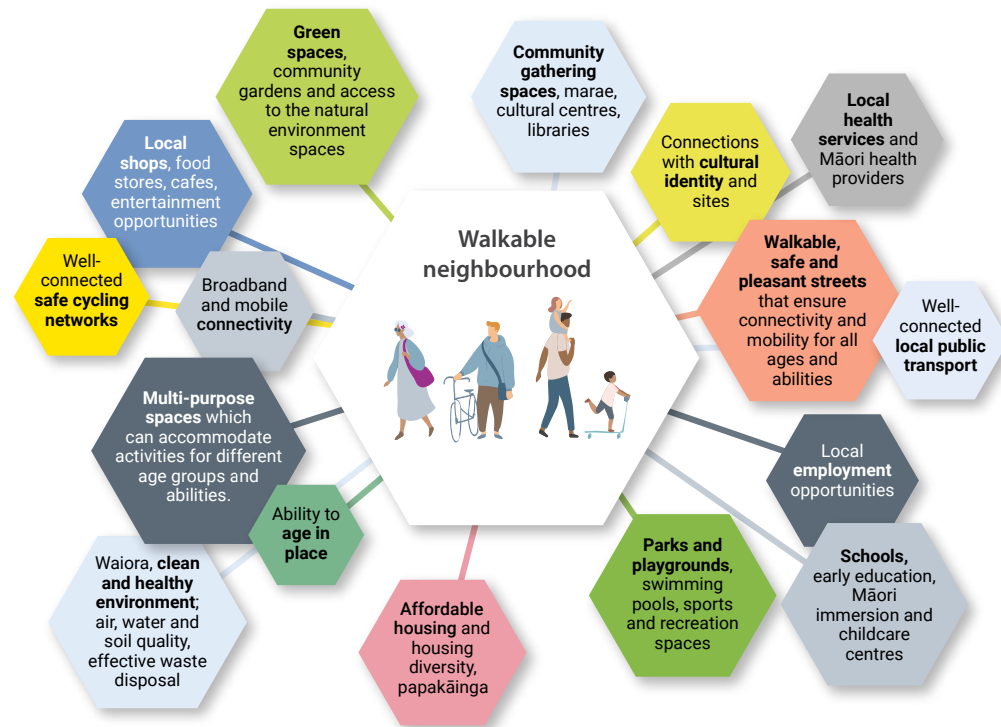 Walkable
neighbourhood
Green
spaces, 
community
gardens and access
to the natural
environment
spaces
Community
gathering
spaces, marae,
cultural centres,
libraries
Local
health
services and
Māori health
providers
Connections
with cultural
identity and
sites
Local
shops, food
stores, cafes,
entertainment
opportunities
Well-
connected
safe cycling
networks
Broadband
and mobile
connectivity
Walkable,
safe and
pleasant streets
that ensure
connectivity and
mobility for all
ages and
abilities
Well-
connected
local public
transport
Multi-purpose
spaces which
can accommodate
activities for different
age groups and
abilities.
Local
employment
opportunities
Ability to
age in
place
Waiora, clean
and healthy
environment;
air, water and
soil quality,
effective waste
disposal
Affordable
housing and
housing
diversity,
papakāinga
Parks and
playgrounds,
swimming
pools, sports
and recreation
spaces
Schools,
early education,
Māori
immersion and
childcare
centres